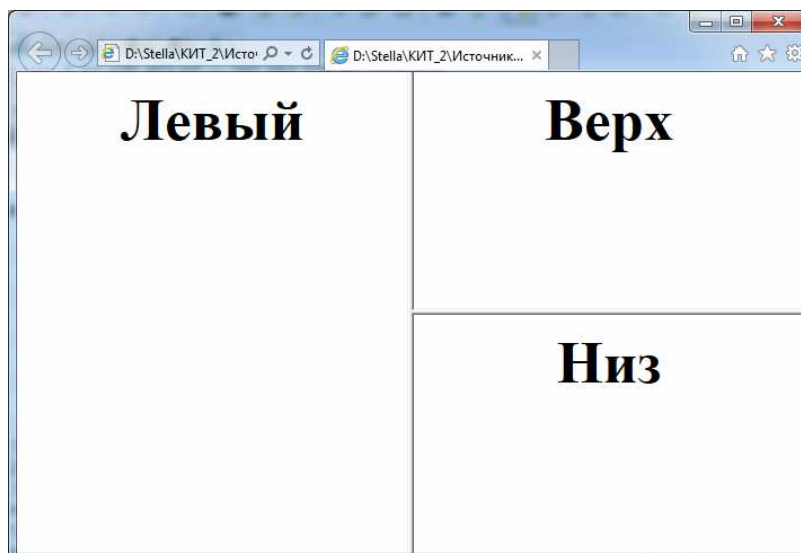 D:\Stella\КИТ_2\Исто
D:\Stella\КИТ_2\Источник...
Левый
Верх
Низ